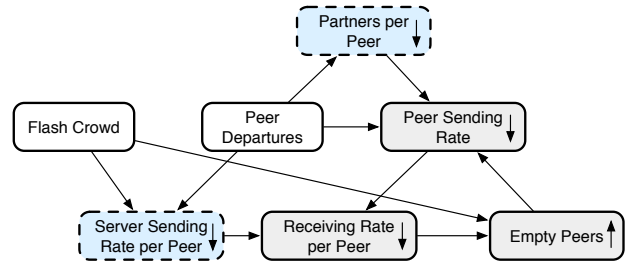 Partners per
Peer
Flash Crowd
Peer
Departures
Peer Sending
Rate
Server Sending
Rate per Peer
Receiving Rate
per Peer
Empty Peers